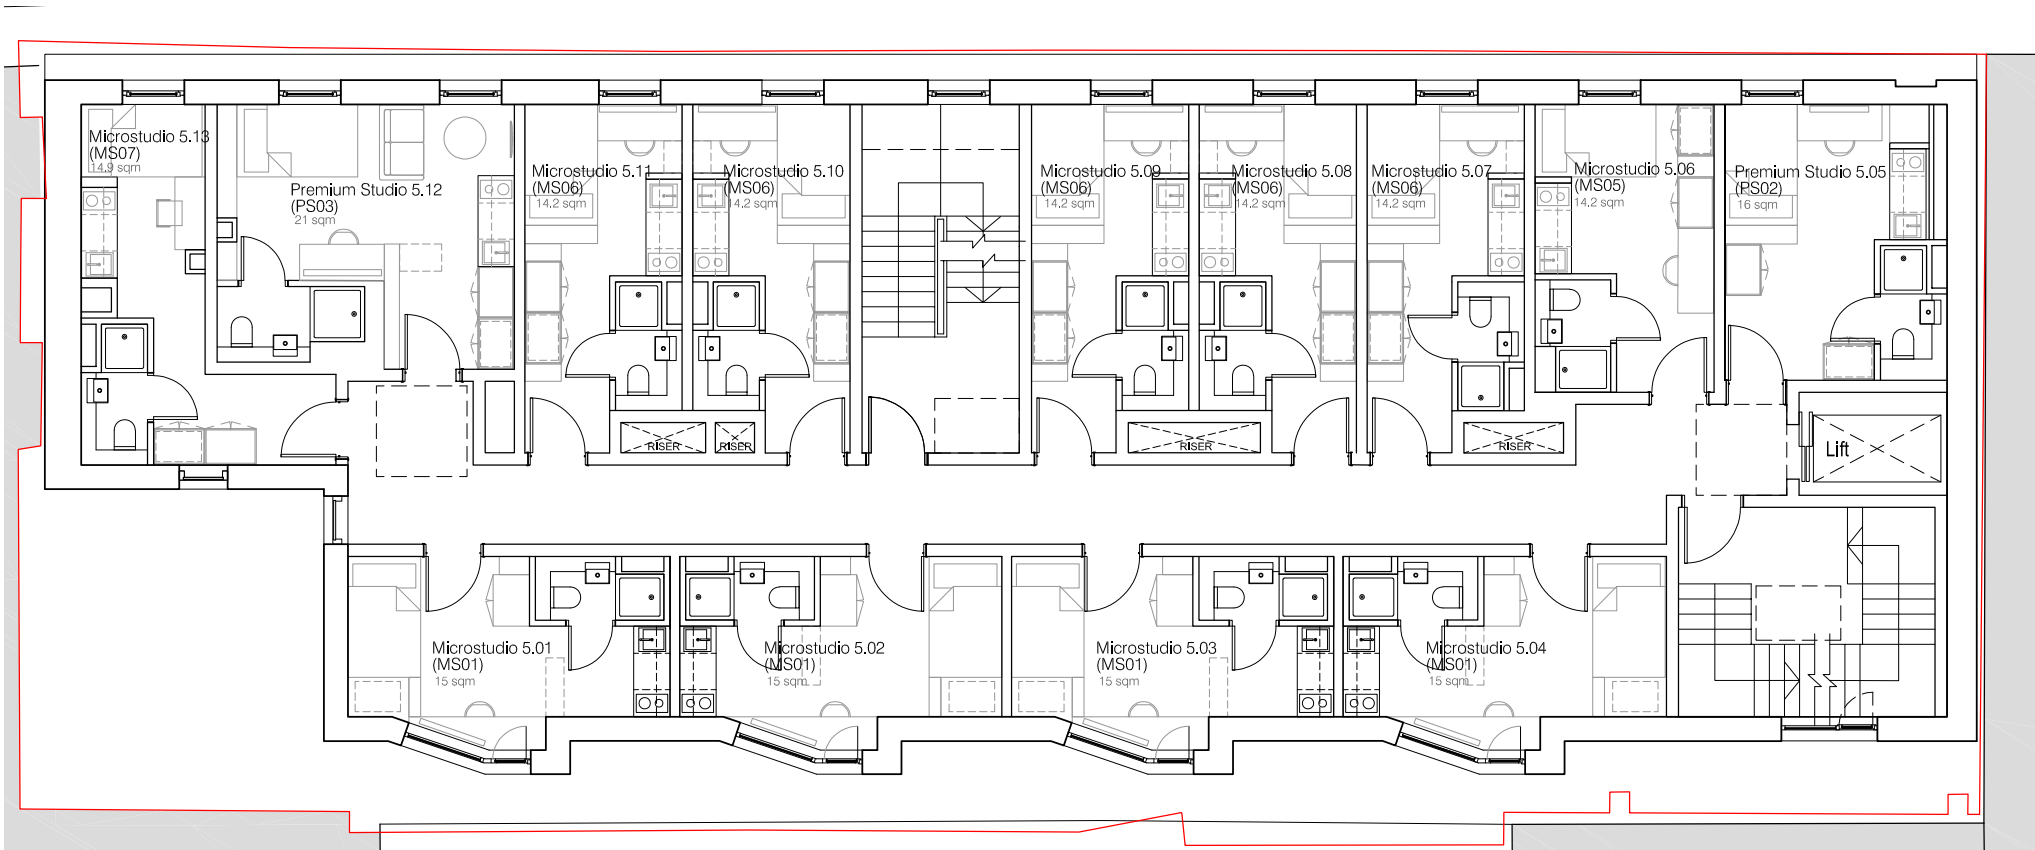 Microstudio 5.13
(MS07)
14.9 sqm
Premium Studio 5.12
(PS03)
21 sqm
Microstudio 5.11
(MS06)
14.2 sqm
Microstudio 5.10
(MS06)
14.2 sqm
Microstudio 5.09
(MS06)
14.2 sqm
Microstudio 5.08
(MS06)
14.2 sqm
Microstudio 5.07
(MS06)
14.2 sqm
Microstudio 5.06
(MS05)
14.2 sqm
Premium Studio 5.05
(PS02)
16 sqm
RISER
RISER
RISER
RISER
Lift
Microstudio 5.01
(MS01)
15 sqm
Microstudio 5.02
(MS01)
15 sqm
Microstudio 5.03
(MS01)
15 sqm
Microstudio 5.04
(MS01)
15 sqm